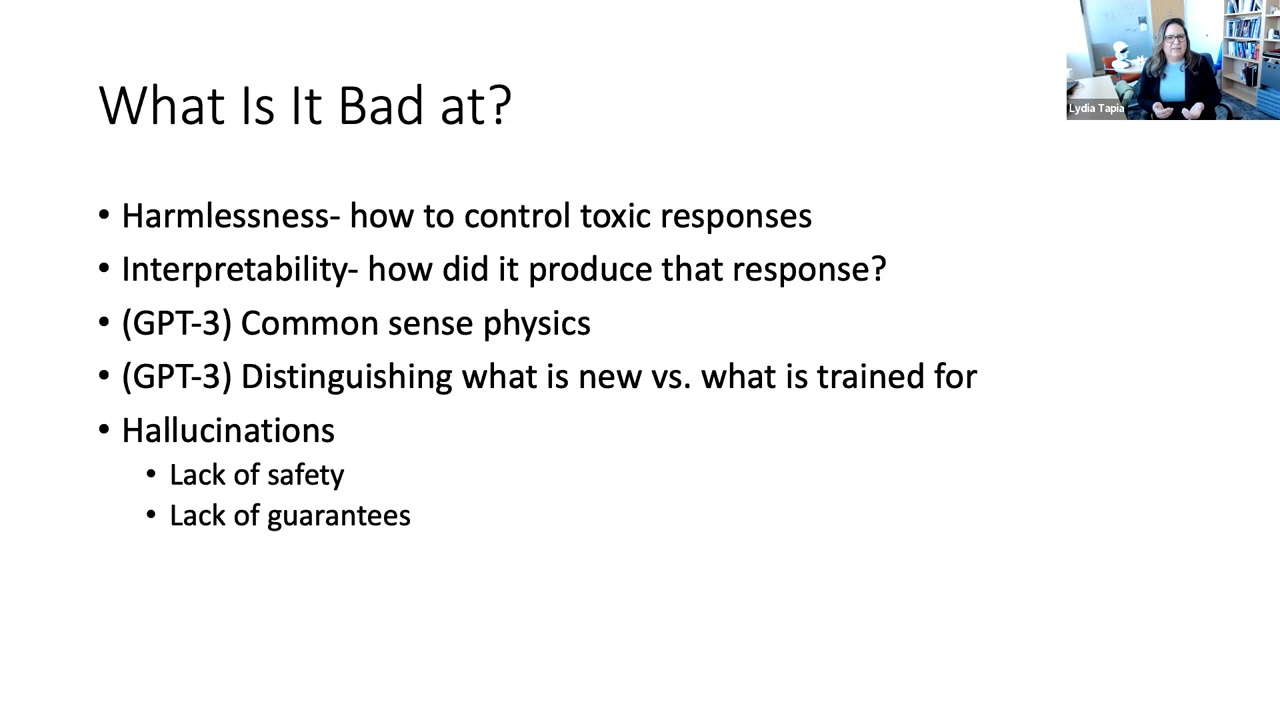 What Is It Bad at?
• Harmlessness- how to control toxic responses
• Interpretability- how did it produce that response?
• (GPT-3) Common sense physics
• (GPT-3) Distinguishing what is new vs. what is trained for
• Hallucinations
• Lack of safety
• Lack of guarantees
Lydia Tapia